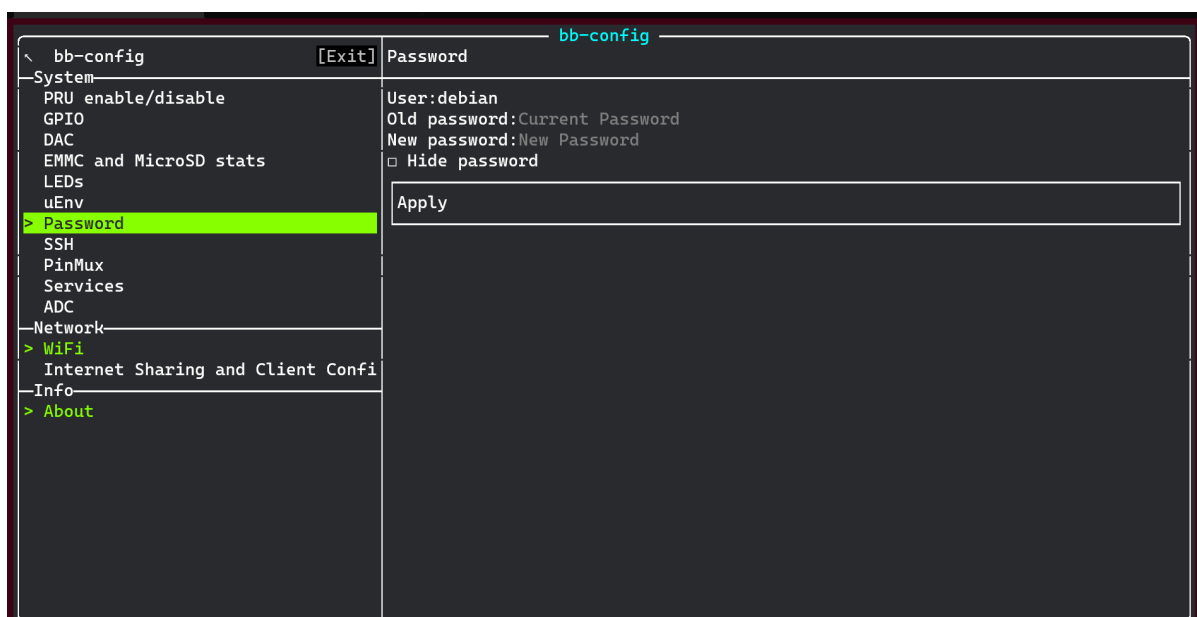 bb-config
↖ bb-config [Exit]
System
PRU enable/disable
GPIO
DAC
EMMC and MicroSD stats
LEDs
uEnv
> Password
SSH
PinMux
Services
ADC
Network
> WiFi
Internet Sharing and Client Confi
Info
> About
Password
User:debian
Old password:Current Password
New password:New Password
☐ Hide password
Apply